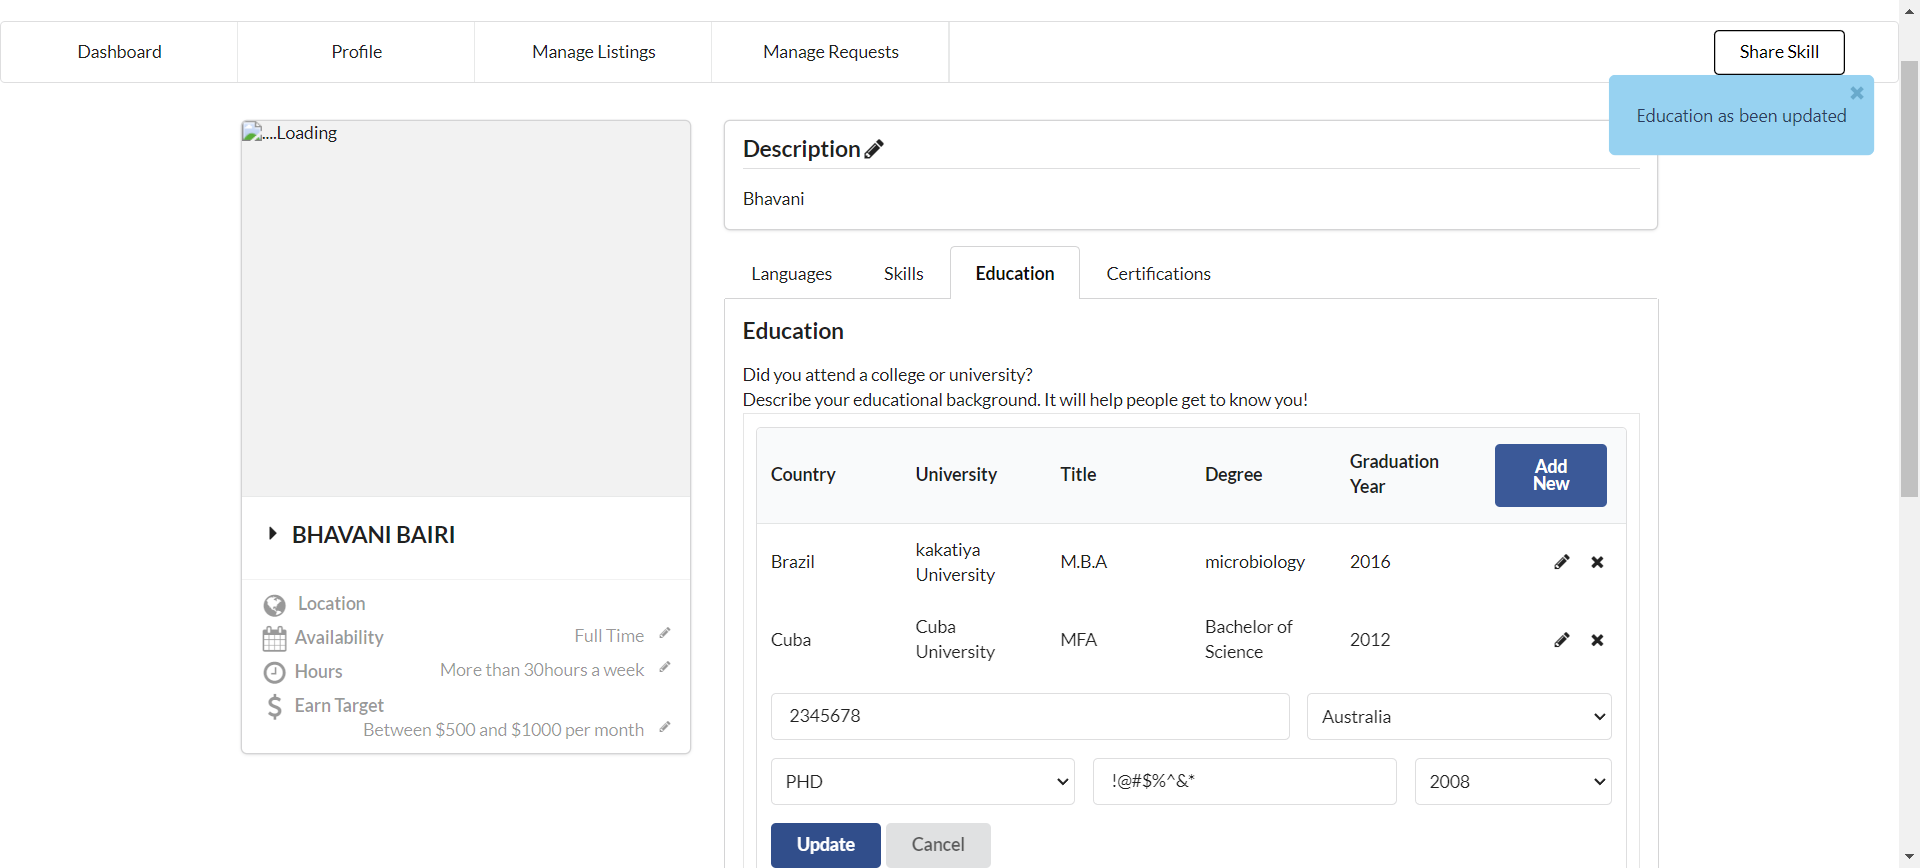 Dashboard
Profile
Manage Listings
Manage Requests
Share Skill
Education as been updated
....Loading
BHAVANI BAIRI
Location
Availability
Full Time
Hours
More than 30hours a week
Earn Target
Between $500 and $1000 per month
Description
Bhavani
Languages
Skills
Education
Certifications
Education
Did you attend a college or university?
Describe your educational background. It will help people get to know you!
Country
University
Title
Degree
Graduation
Year
Add
New
Brazil
kakatiya
University
M.B.A
microbiology
2016
Cuba
Cuba
University
MFA
Bachelor of
Science
2012
2345678
Australia
PHD
!@#$%^&*
2008
Update
Cancel